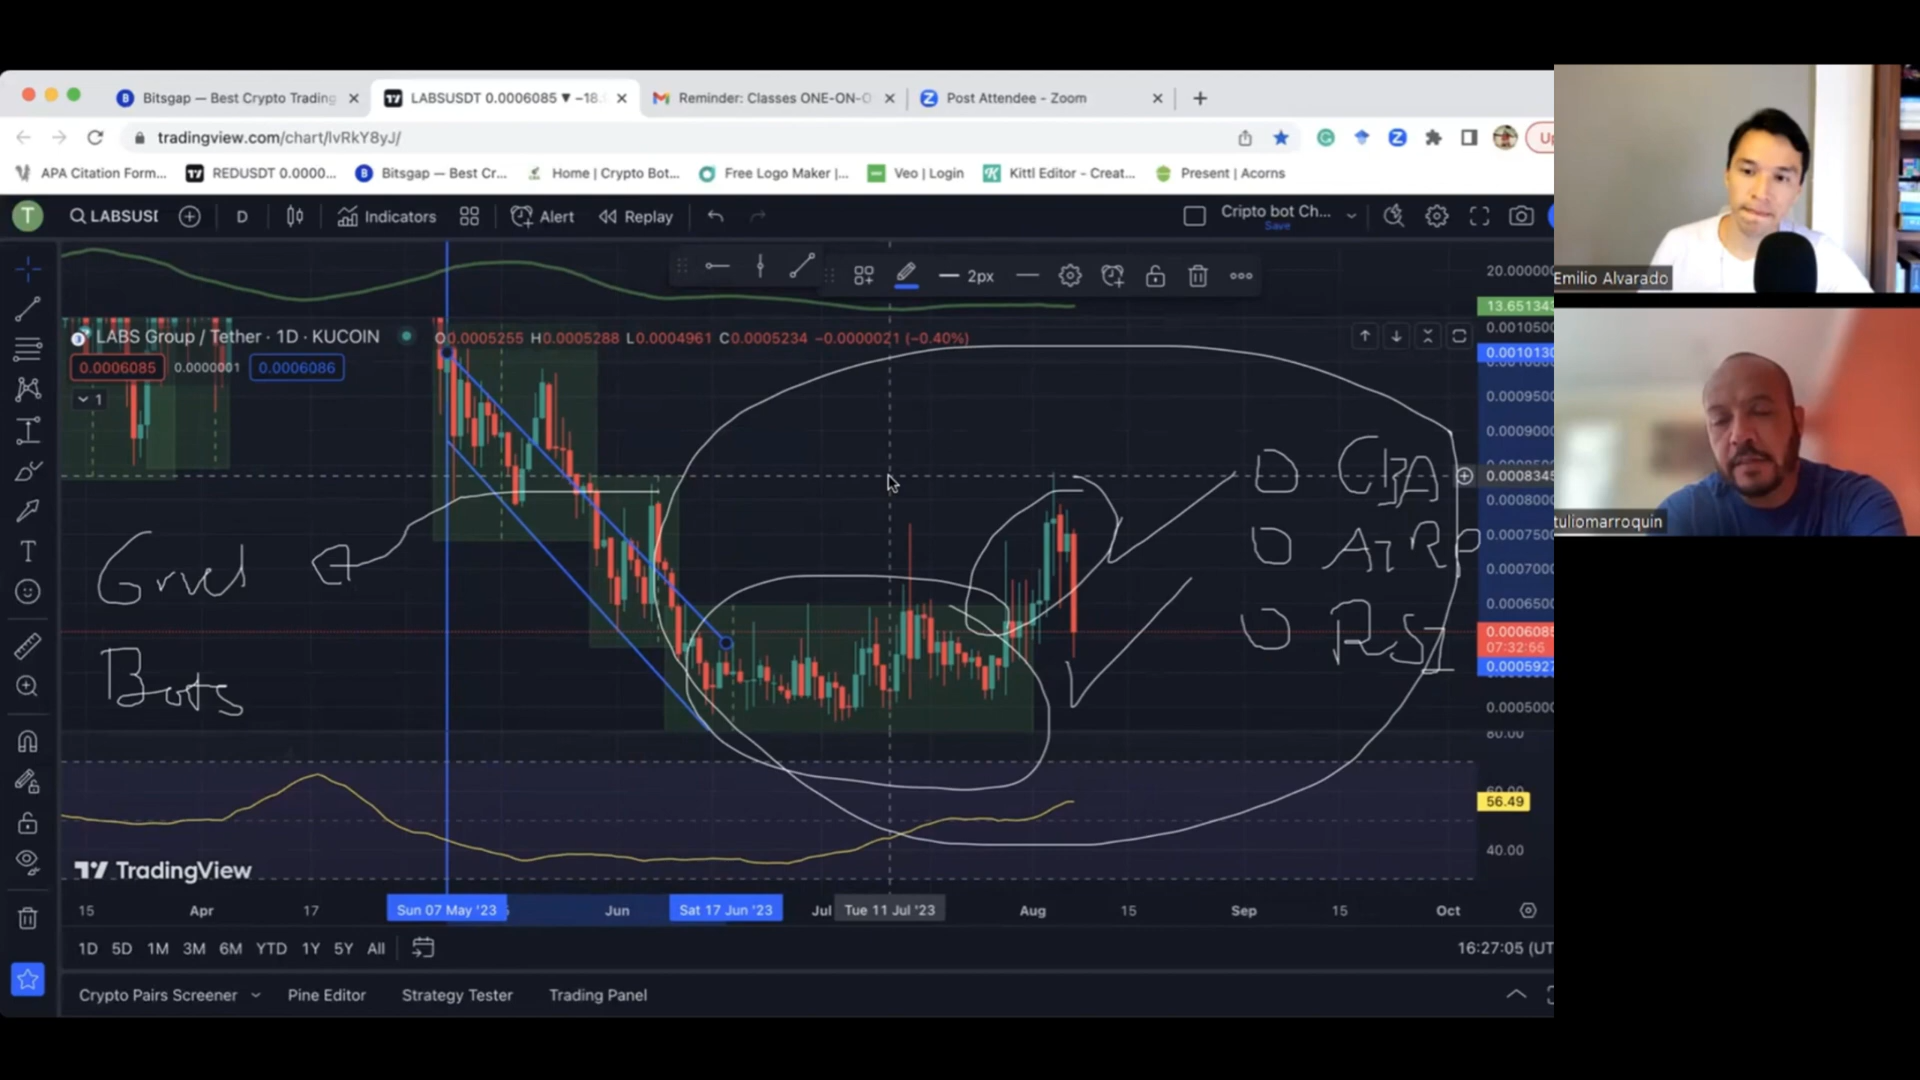 Bitsgap — Best Crypto Trading
LABSUSDT 0.0006085 ▼ −18.
Reminder: Classes ONE-ON-O
Post Attendee - Zoom
tradingview.com/chart/lvRkY8yJ/
APA Citation Form...
REDUSDT 0.0000...
Bitsgap — Best Cr...
Home | Crypto Bot...
Free Logo Maker |...
Veo | Login
Kittl Editor - Creat...
Present | Acorns
T
LABSUSI
D
Indicators
Alert
Replay
Cripto bot Ch...
Save
2px
20.000000
13.651343
LABS Group / Tether · 1D · KUCOIN
O0.0005255 H0.0005288 L0.0004961 C0.0005234 −0.0000021 (−0.40%)
0.0006085
0.0000001
0.0006086
1
0.0010500
0.0010130
0.0009500
0.0009000
0.0008345
0.0008000
0.0007500
0.0007000
0.0006500
0.0006085
07:32:56
0.0005927
0.0005000
80.00
56.49
40.00
CBA
ATRP
RSI
Bots
TradingView
15
Apr
17
Sun 07 May '23
Jun
Sat 17 Jun '23
Jul
Tue 11 Jul '23
Aug
15
Sep
15
Oct
1D 5D 1M 3M 6M YTD 1Y 5Y All
16:27:05 (UT
Crypto Pairs Screener
Pine Editor
Strategy Tester
Trading Panel
Emilio Alvarado
tuliomarroquin